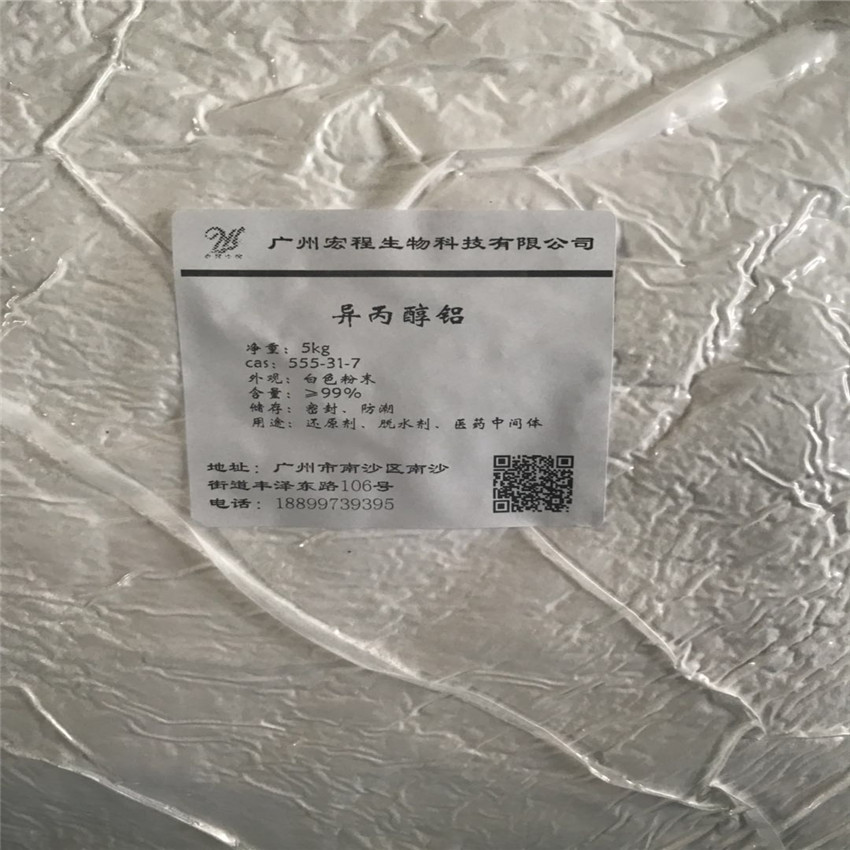 广州宏程生物科技有限公司
异丙醇铝
净重：5kg
cas：555-31-7
外观：白色粉末
含量：≥99%
储存：密封、防潮
用途：还原剂、脱水剂、医药中间体
地址：广州市南沙区南沙
街道丰泽东路106号
电话：18899739395